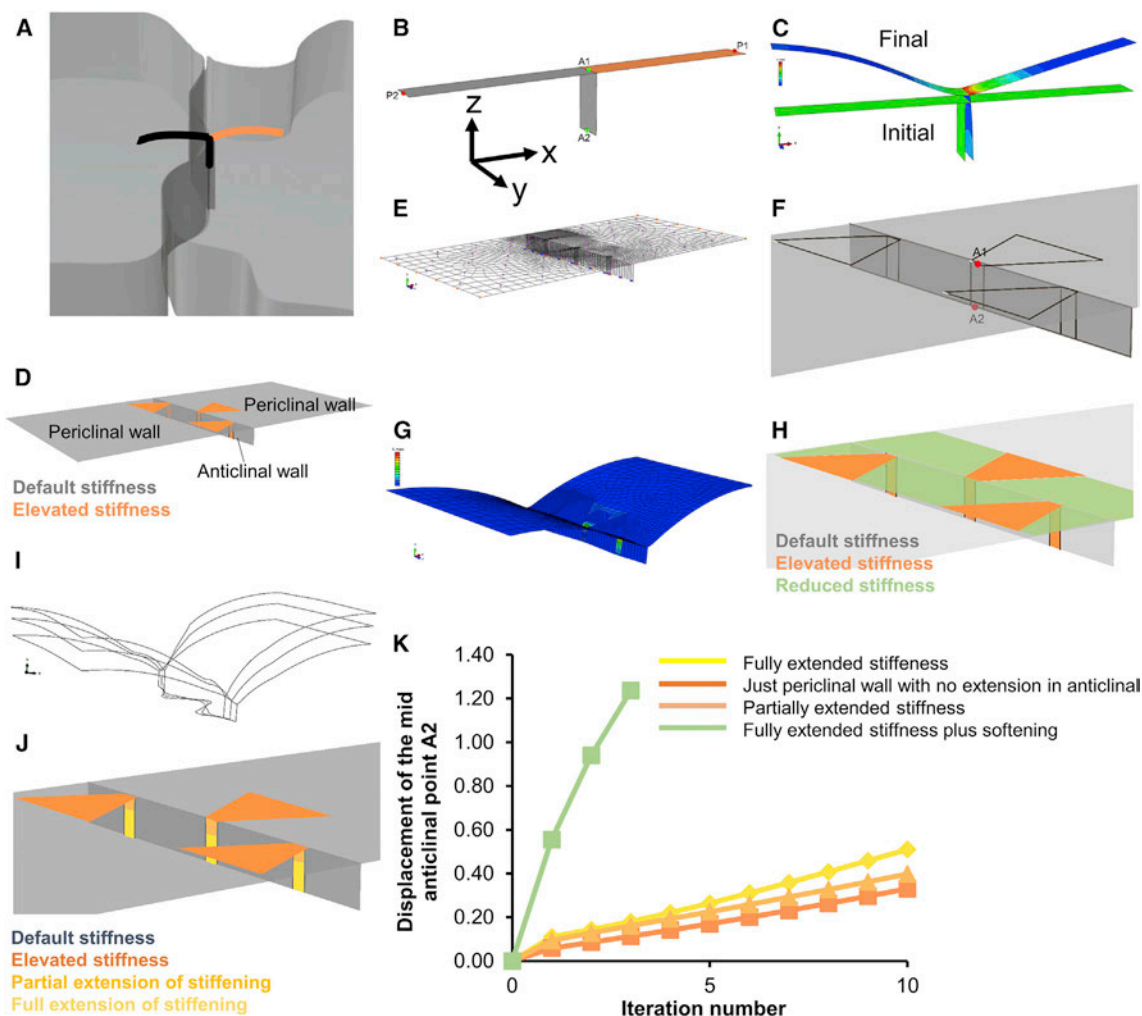 A
B
P1
A1
P2
A2
z
x
y
C
Final
Initial
E
F
A1
A2
D
Periclinal wall
Periclinal wall
Anticlinal wall
Default stiffness
Elevated stiffness
G
H
Default stiffness
Elevated stiffness
Reduced stiffness
I
J
Default stiffness
Elevated stiffness
Partial extension of stiffening
Full extension of stiffening
K
Displacement of the mid
anticlinal point A2
1.40
1.20
1.00
0.80
0.60
0.40
0.20
0.00
0
5
10
Iteration number
Fully extended stiffeness
Just periclinal wall with no extension in anticlinal
Partially extended stiffness
Fully extended stiffness plus softening